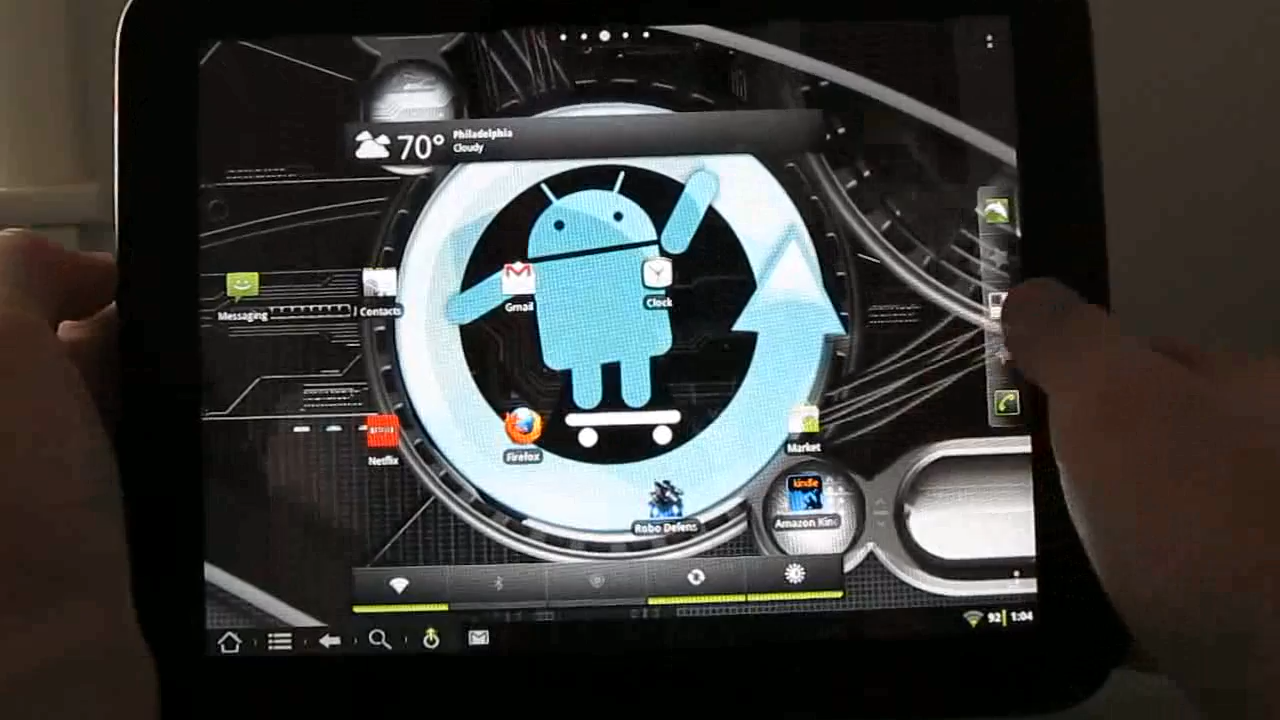 70°
Philadelphia
Cloudy
Messaging
Contacts
Gmail
Clock
Netflix
Firefox
Market
kindle
Robo Defens
Amazon Kin
92 1:04